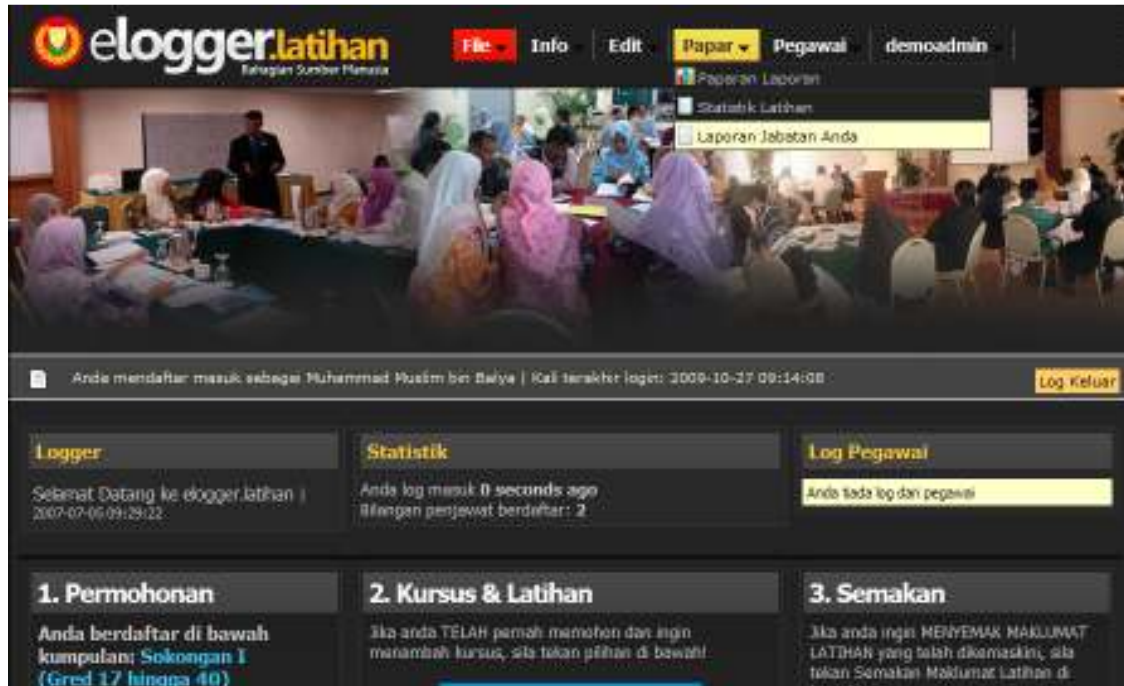 elogger.latihan
Bahagian Sumber Manusia
File Info Edit Papar Pegawai demoadmin
Paparan Laporan
Statistik Latihan
Laporan Jabatan Anda
Anda mendaftar masuk sebagai Muhammad Muslim bin | Kali terakhir login: 2009-10-27 09:14:08
Log Keluar
Logger
Selamat Datang ke elogger.latihan |
2007-07-05 09:29:22
Statistik
Anda log masuk 0 seconds ago
Bilangan penjawat berdaftar: 2
Log Pegawai
Anda tiada log dari pegawai
1. Permohonan
Anda berdaftar di bawah
kumpulan: Sokongan I
(Gred 17 hingga 40)
2. Kursus & Latihan
Jika anda TELAH pernah memohon dan ingin
menambah kursus, sila tekan pilihan di bawah!
3. Semakan
Jika anda ingin MENYEMAK MAKLUMAT
LATIHAN yang telah dikemaskini, sila
tekan Semakan Maklumat Latihan di